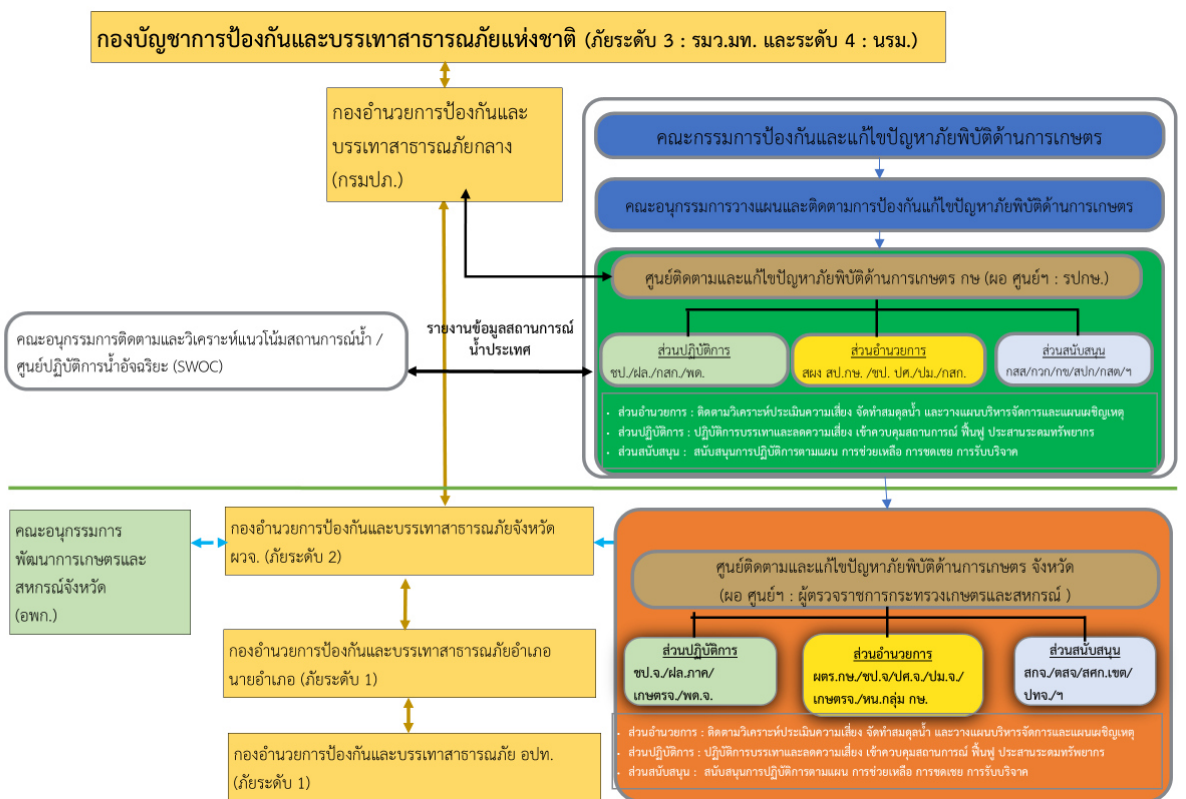 กองบัญชาการป้องกันและบรรเทาสาธารณภัยแห่งชาติ (ภัยระดับ 3 : รมว.มท. และระดับ 4 : นรม.)
กองอำนวยการป้องกันและ
บรรเทาสาธารณภัยกลาง
(กรมปภ.)
คณะกรรมการป้องกันและแก้ไขปัญหาภัยพิบัติด้านการเกษตร
คณะอนุกรรมการวางแผนและติดตามการป้องกันแก้ไขปัญหาภัยพิบัติด้านการเกษตร
ศูนย์ติดตามและแก้ไขปัญหาภัยพิบัติด้านการเกษตร กษ (ผอ ศูนย์ฯ : รปกษ.)
คณะอนุกรรมการติดตามและวิเคราะห์แนวโน้มสถานการณ์น้ำ /
ศูนย์ปฏิบัติการน้ำอัจฉริยะ (SWOC)
รายงานข้อมูลสถานการณ์
น้ำประเทศ
ส่วนปฏิบัติการ
ชป./ฝล./กสก./พด.
ส่วนอำนวยการ
สผง สป.กษ. /ชป. ปศ./ปม./กสก.
ส่วนสนับสนุน
กสส/กวก/กข/สปก/กสต/ฯ
- ส่วนอำนวยการ : ติดตามวิเคราะห์ประเมินความเสี่ยง จัดทำสมดุลน้ำ และวางแผนบริหารจัดการและแผนเผชิญเหตุ
- ส่วนปฏิบัติการ : ปฏิบัติการบรรเทาและลดความเสี่ยง เข้าควบคุมสถานการณ์ ฟื้นฟู ประสานระดมทรัพยากร
- ส่วนสนับสนุน : สนับสนุนการปฏิบัติการตามแผน การช่วยเหลือ การชดเชย การรับบริจาค
คณะอนุกรรมการ
พัฒนาการเกษตรและ
สหกรณ์จังหวัด
(อพก.)
กองอำนวยการป้องกันและบรรเทาสาธารณภัยจังหวัด
ผวจ. (ภัยระดับ 2)
กองอำนวยการป้องกันและบรรเทาสาธารณภัยอำเภอ
นายอำเภอ (ภัยระดับ 1)
กองอำนวยการป้องกันและบรรเทาสาธารณภัย อปท.
(ภัยระดับ 1)
ศูนย์ติดตามและแก้ไขปัญหาภัยพิบัติด้านการเกษตร จังหวัด
(ผอ ศูนย์ฯ : ผู้ตรวจราชการกระทรวงเกษตรและสหกรณ์ )
ส่วนปฏิบัติการ
ชป.จ./ฝล.ภาค/
เกษตรจ./พด.จ.
ส่วนอำนวยการ
ผตร.กษ./ชป.จ/ปศ.จ./ปม.จ./
เกษตรจ./หน.กลุ่ม กษ.
ส่วนสนับสนุน
สกจ./ตสจ/สศก.เขต/
ปทจ./ฯ
- ส่วนอำนวยการ : ติดตามวิเคราะห์ประเมินความเสี่ยง จัดทำสมดุลน้ำ และวางแผนบริหารจัดการและแผนเผชิญเหตุ
- ส่วนปฏิบัติการ : ปฏิบัติการบรรเทาและลดความเสี่ยง เข้าควบคุมสถานการณ์ ฟื้นฟู ประสานระดมทรัพยากร
- ส่วนสนับสนุน : สนับสนุนการปฏิบัติการตามแผน การช่วยเหลือ การชดเชย การรับบริจาค